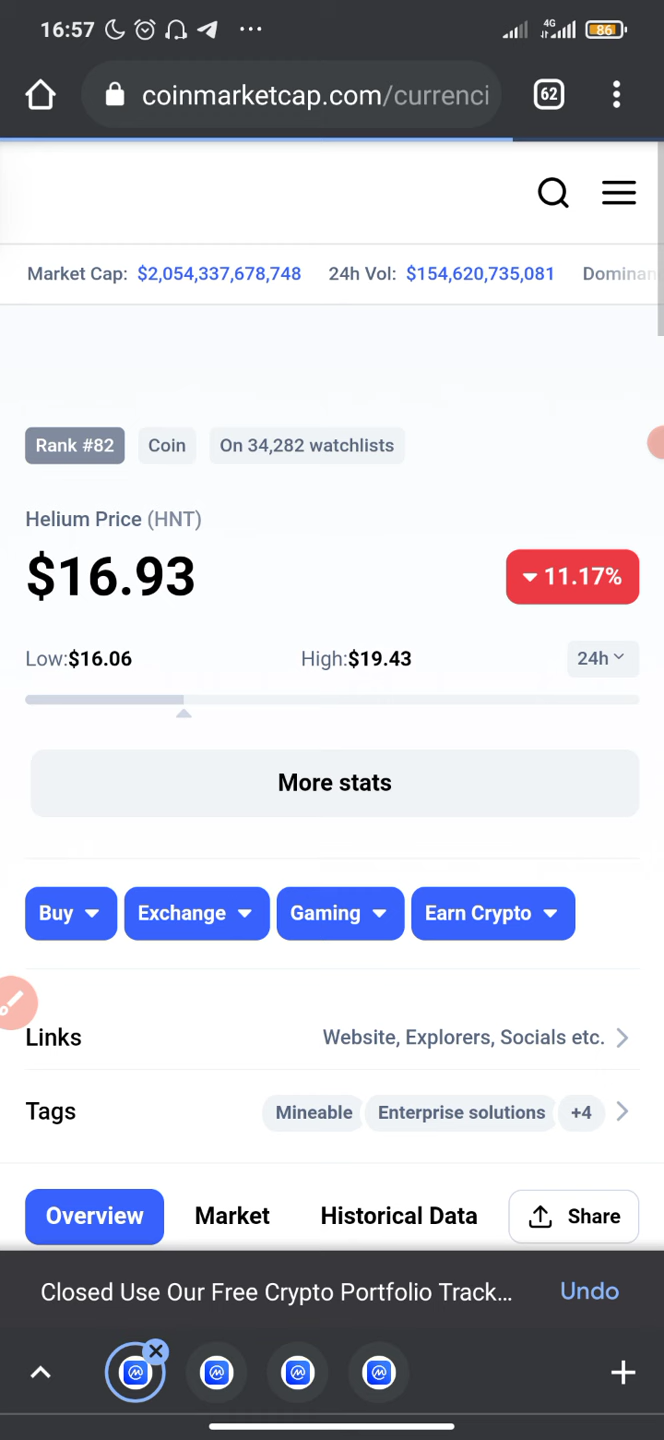 16:57 ... 4G 86
coinmarketcap.com/currenci 62
Market Cap: $2,054,337,678,748 24h Vol: $154,620,735,081 Dominan
Rank #82 Coin On 34,282 watchlists
Helium Price (HNT)
$16.93 11.17%
Low:$16.06 High:$19.43 24h
More stats
Buy Exchange Gaming Earn Crypto
Links Website, Explorers, Socials etc.
Tags Mineable Enterprise solutions +4
Overview Market Historical Data Share
Closed Use Our Free Crypto Portfolio Track... Undo